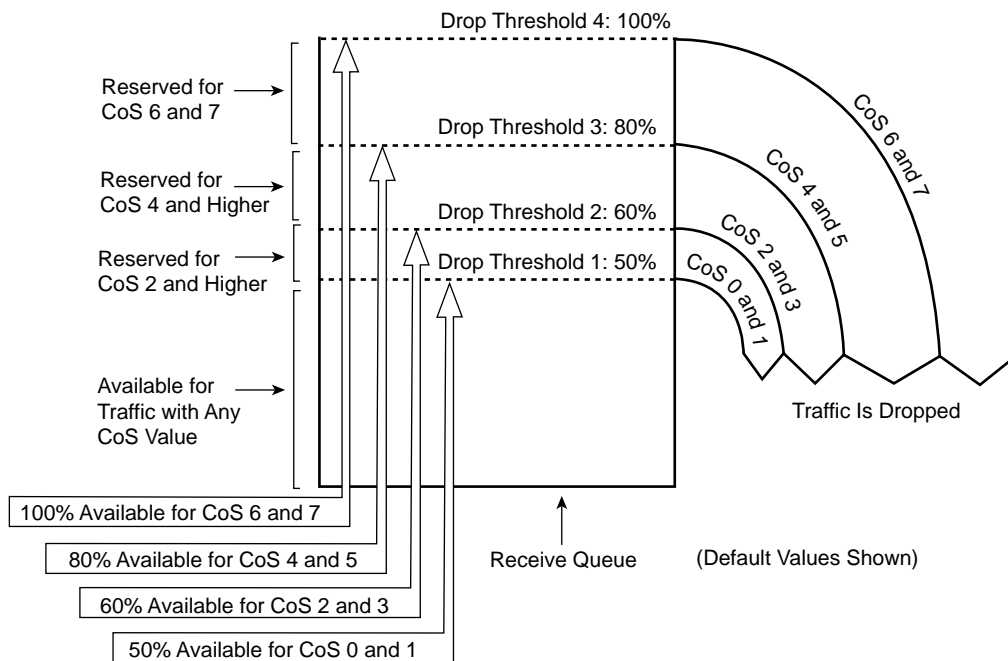 Drop Threshold 4: 100%
Reserved for
CoS 6 and 7
CoS 6 and 7
Drop Threshold 3: 80%
Reserved for
CoS 4 and Higher
CoS 4 and 5
Drop Threshold 2: 60%
Reserved for
CoS 2 and Higher
CoS 2 and 3
Drop Threshold 1: 50%
CoS 0 and 1
Available for
Traffic with Any
CoS Value
Traffic Is Dropped
100% Available for CoS 6 and 7
80% Available for CoS 4 and 5
Receive Queue
(Default Values Shown)
60% Available for CoS 2 and 3
50% Available for CoS 0 and 1